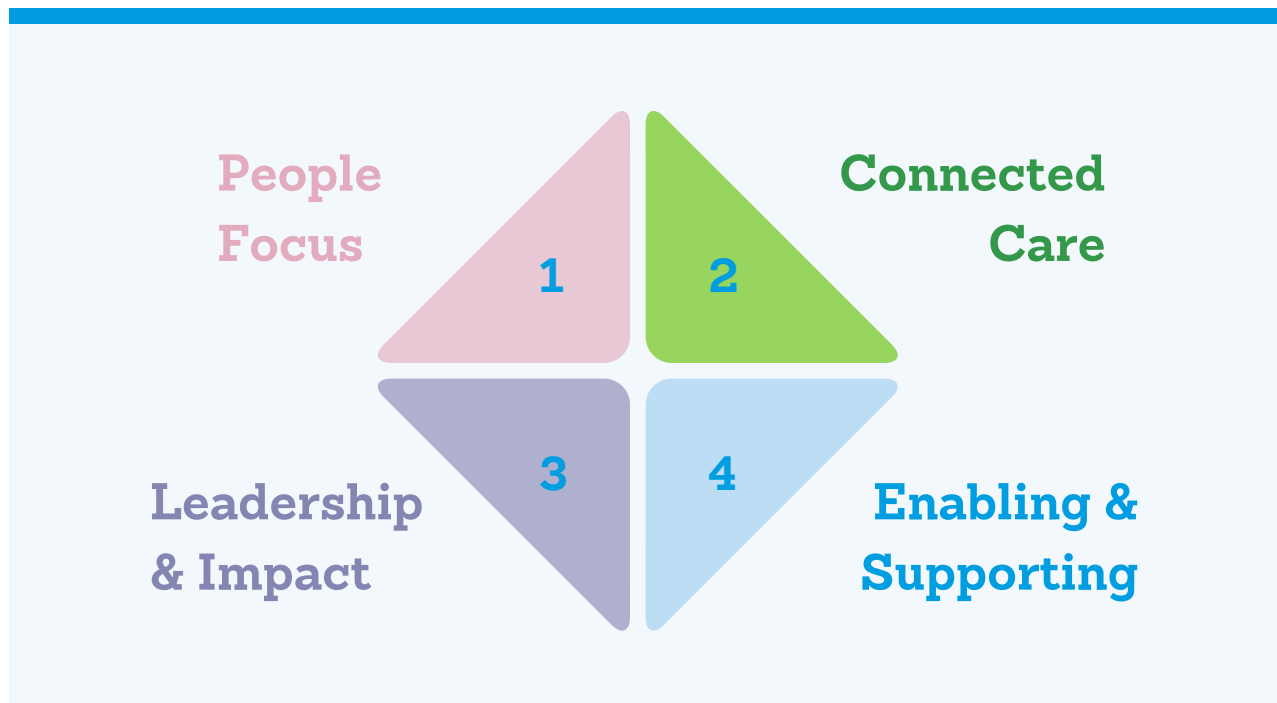 People
Focus
1
2
Connected
Care
Leadership
& Impact
3
4
Enabling &
Supporting